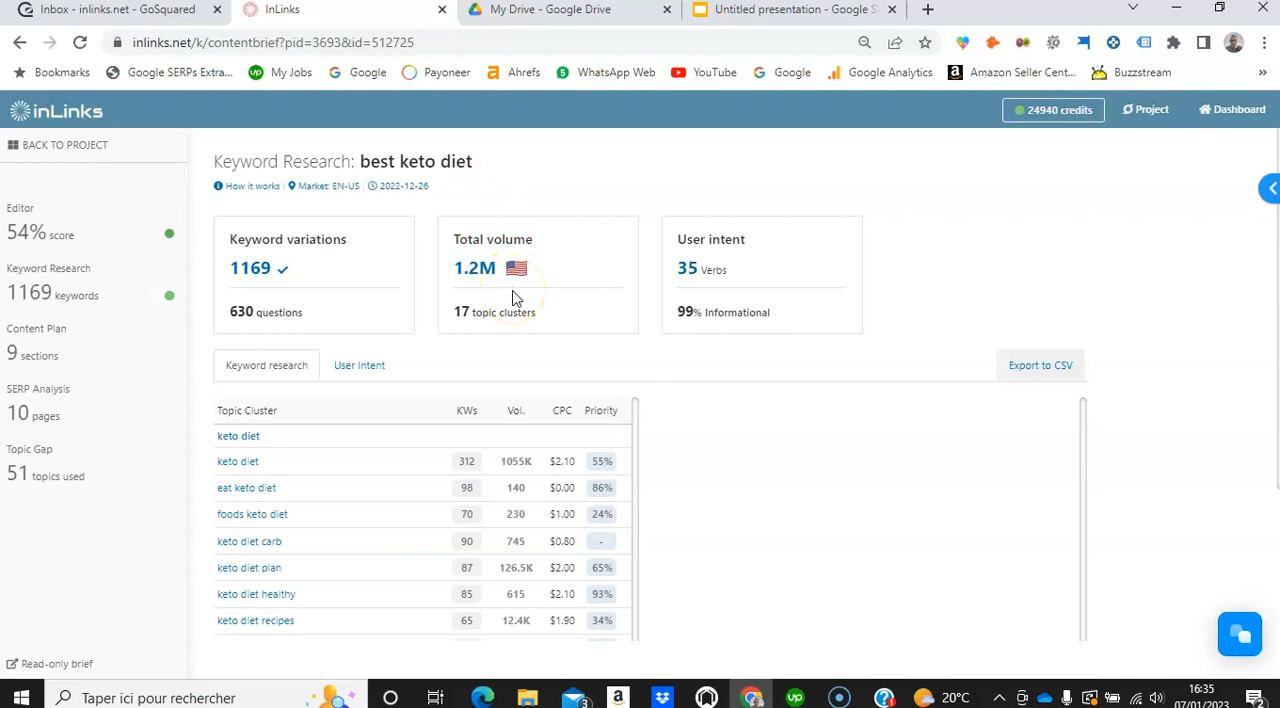 Inbox - inlinks.net - GoSquared
InLinks
My Drive - Google Drive
Untitled presentation - Google S
inlinks.net/k/contentbrief?pid=3693&id=512725
Bookmarks
Google SERPs Extra...
My Jobs
Google
Payoneer
Ahrefs
WhatsApp Web
YouTube
Google
Google Analytics
Amazon Seller Cent...
Buzzstream
inLinks
24940 credits
Project
Dashboard
BACK TO PROJECT
Editor
54% score
Keyword Research
1169 keywords
Content Plan
9 sections
SERP Analysis
10 pages
Topic Gap
51 topics used
Read-only brief
Keyword Research: best keto diet
How it works | Market: EN-US | 2022-12-26
Keyword variations
1169
630 questions
Total volume
1.2M
17 topic clusters
User intent
35 Verbs
99% Informational
Keyword research
User Intent
Export to CSV
Topic Cluster KWs Vol. CPC Priority
keto diet
keto diet 312 1055K $2.10 55%
eat keto diet 98 140 $0.00 86%
foods keto diet 70 230 $1.00 24%
keto diet carb 90 745 $0.80 -
keto diet plan 87 126.5K $2.00 65%
keto diet healthy 85 615 $2.10 93%
keto diet recipes 65 12.4K $1.90 34%
Taper ici pour rechercher
3
20°C
16:35
07/01/2023
2